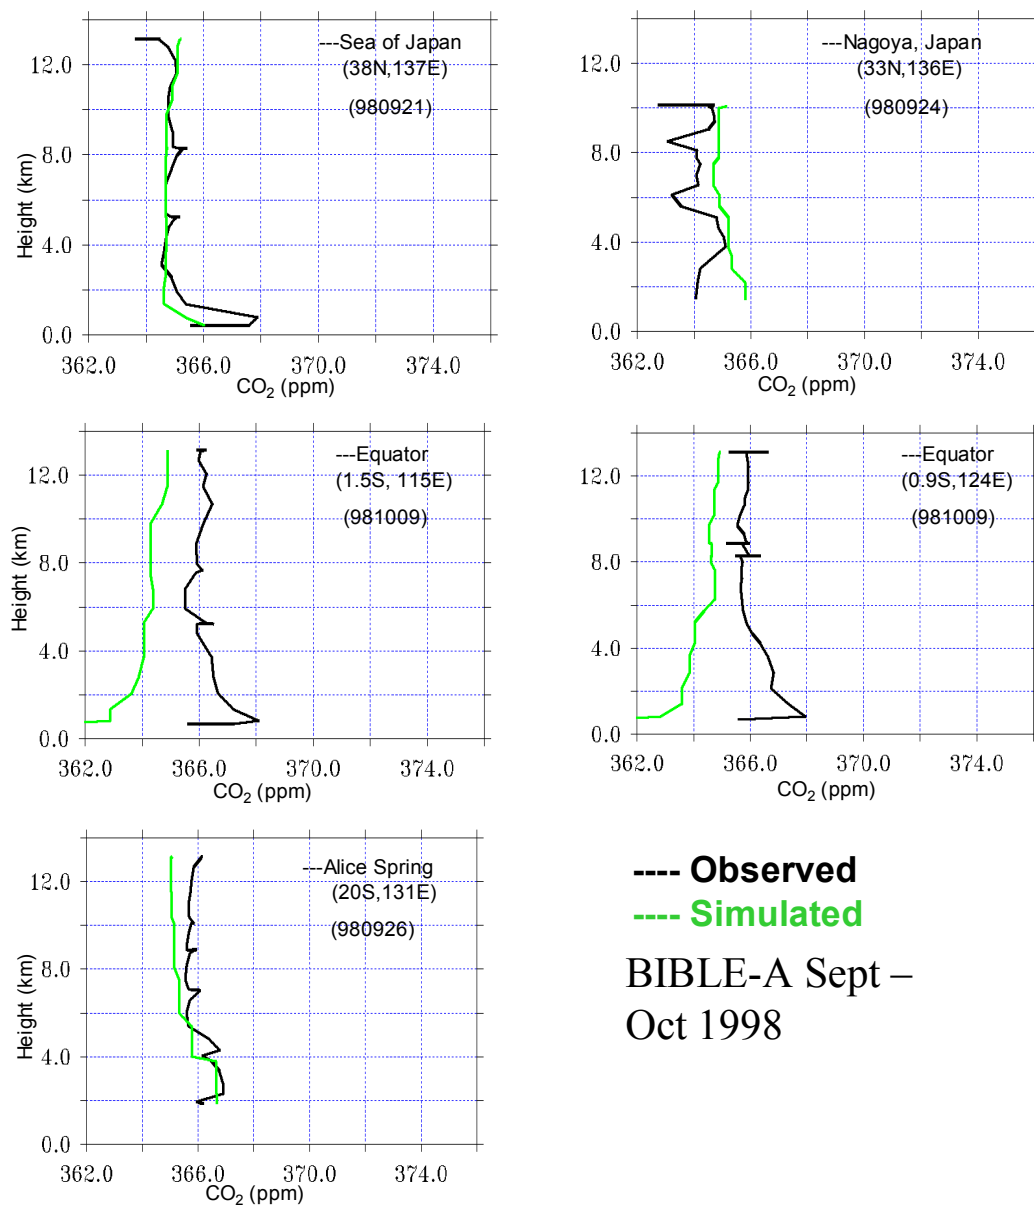 ---Sea of Japan
(38N,137E)
(980921)
12.0
8.0
4.0
0.0
Height (km)
362.0 366.0 370.0 374.0
CO2 (ppm)
---Nagoya, Japan
(33N,136E)
(980924)
12.0
8.0
4.0
0.0
362.0 366.0 370.0 374.0
CO2 (ppm)
---Equator
(1.5S, 115E)
(981009)
12.0
8.0
4.0
0.0
Height (km)
362.0 366.0 370.0 374.0
CO2 (ppm)
---Equator
(0.9S,124E)
(981009)
12.0
8.0
4.0
0.0
362.0 366.0 370.0 374.0
CO2 (ppm)
---Alice Spring
(20S,131E)
(980926)
12.0
8.0
4.0
0.0
Height (km)
362.0 366.0 370.0 374.0
CO2 (ppm)
---- Observed
---- Simulated
BIBLE-A Sept –
Oct 1998